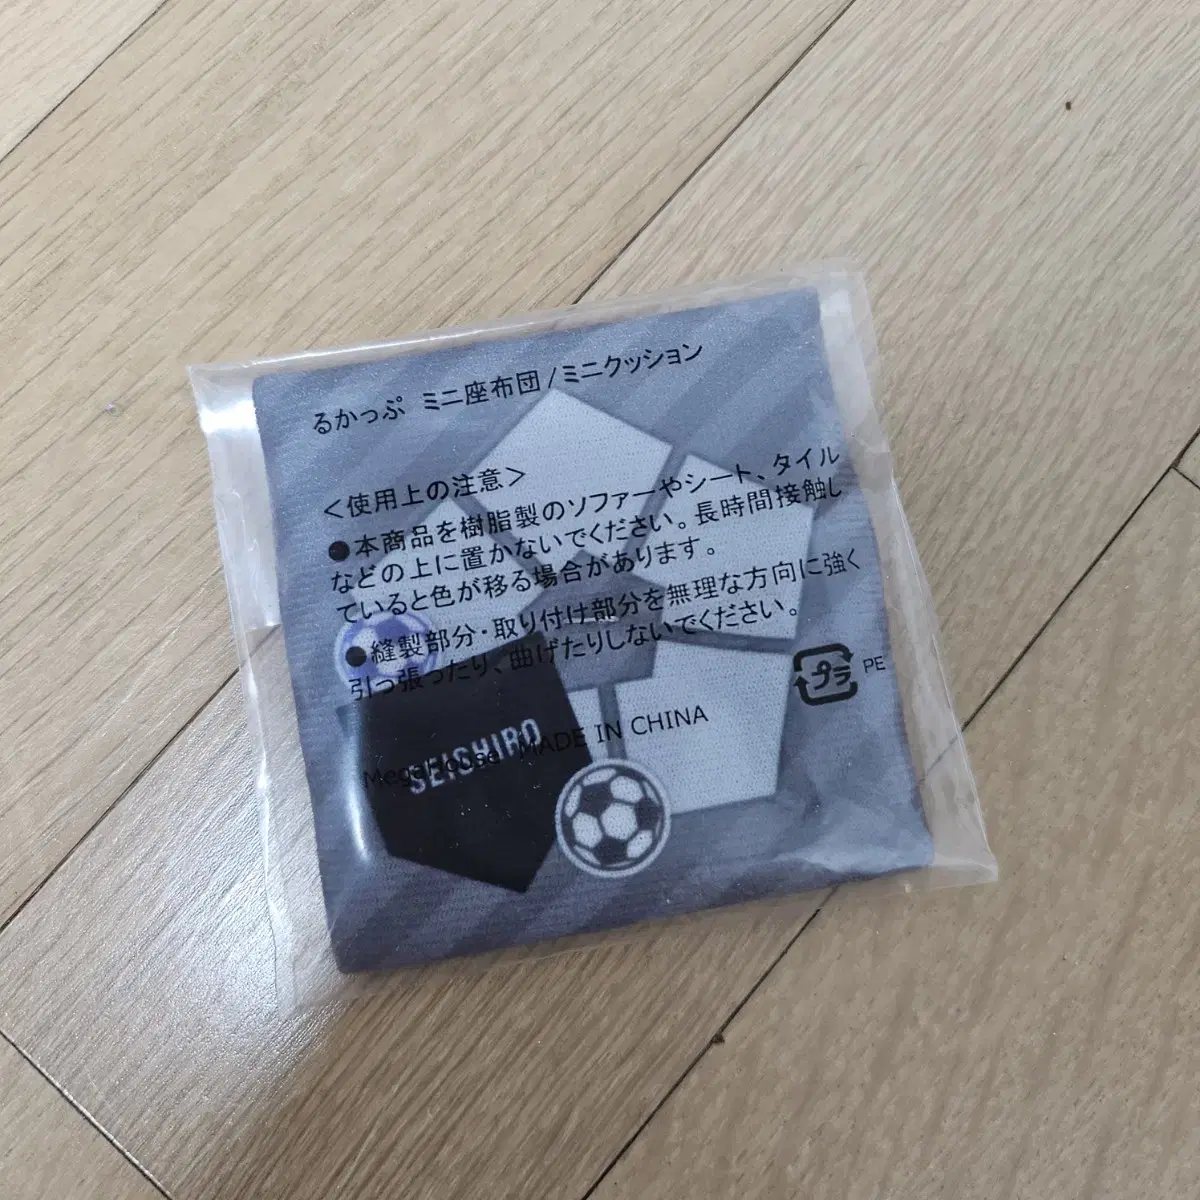 るかっぷ ミニ座布団/ミニクッション
＜使用上の注意＞
●本商品を樹脂製のソファーやシート、タイル
などの上に置かないでください。長時間接触し
ていると色が移る場合があります。
●縫製部分・取り付け部分を無理な方向に強く
引っ張ったり、曲げたりしないでください。
プラ PE
MegaHouse MADE IN CHINA
SEISHIRO